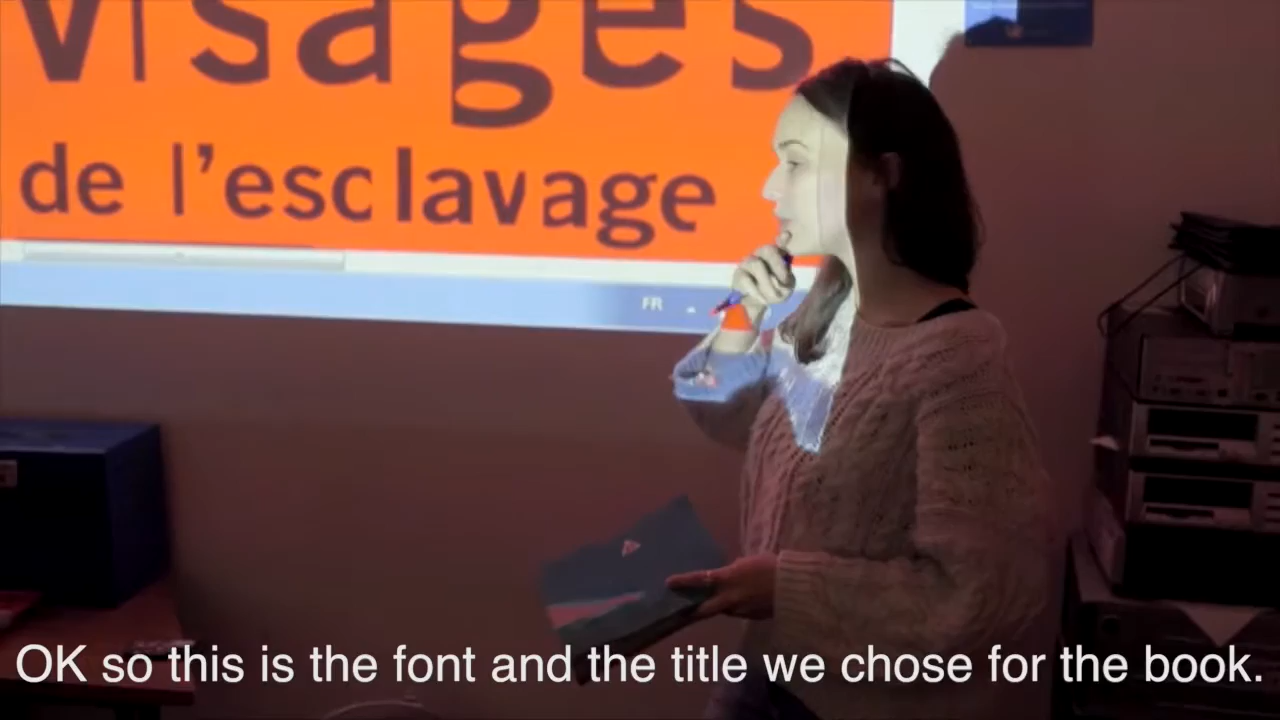 visages
de l'esclavage
FR
OK so this is the font and the title we chose for the book.